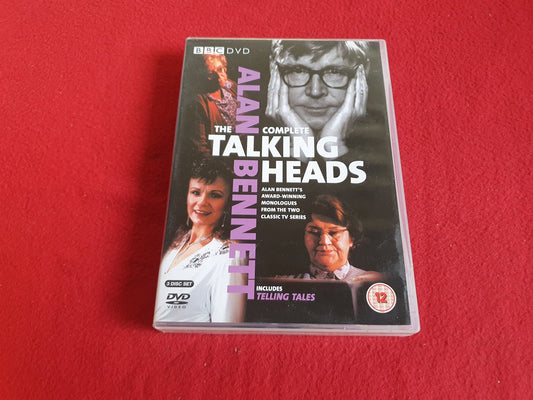 BBC DVD
ALAN BENNETT
THE COMPLETE
TALKING
HEADS
ALAN BENNETT'S
AWARD-WINNING
MONOLOGUES
FROM THE TWO
CLASSIC TV SERIES
3 DISC SET
DVD
VIDEO
INCLUDES
TELLING TALES
12